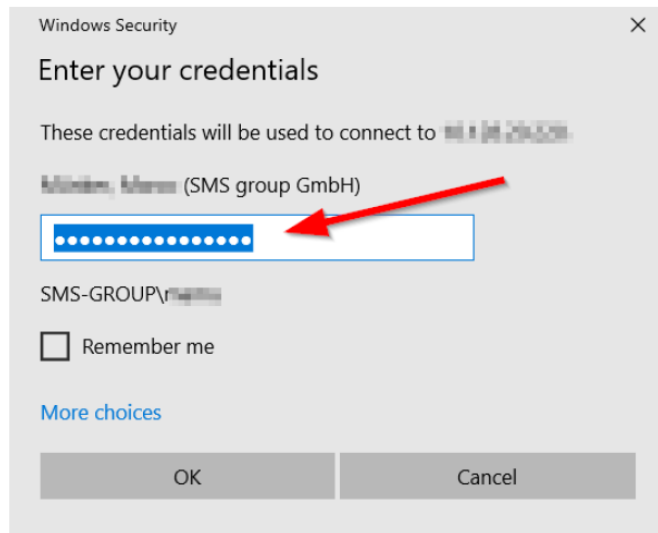 Windows Security
Enter your credentials
These credentials will be used to connect to
(SMS group GmbH)
●●●●●●●●●●●●●●●●
SMS-GROUP\
Remember me
More choices
OK
Cancel